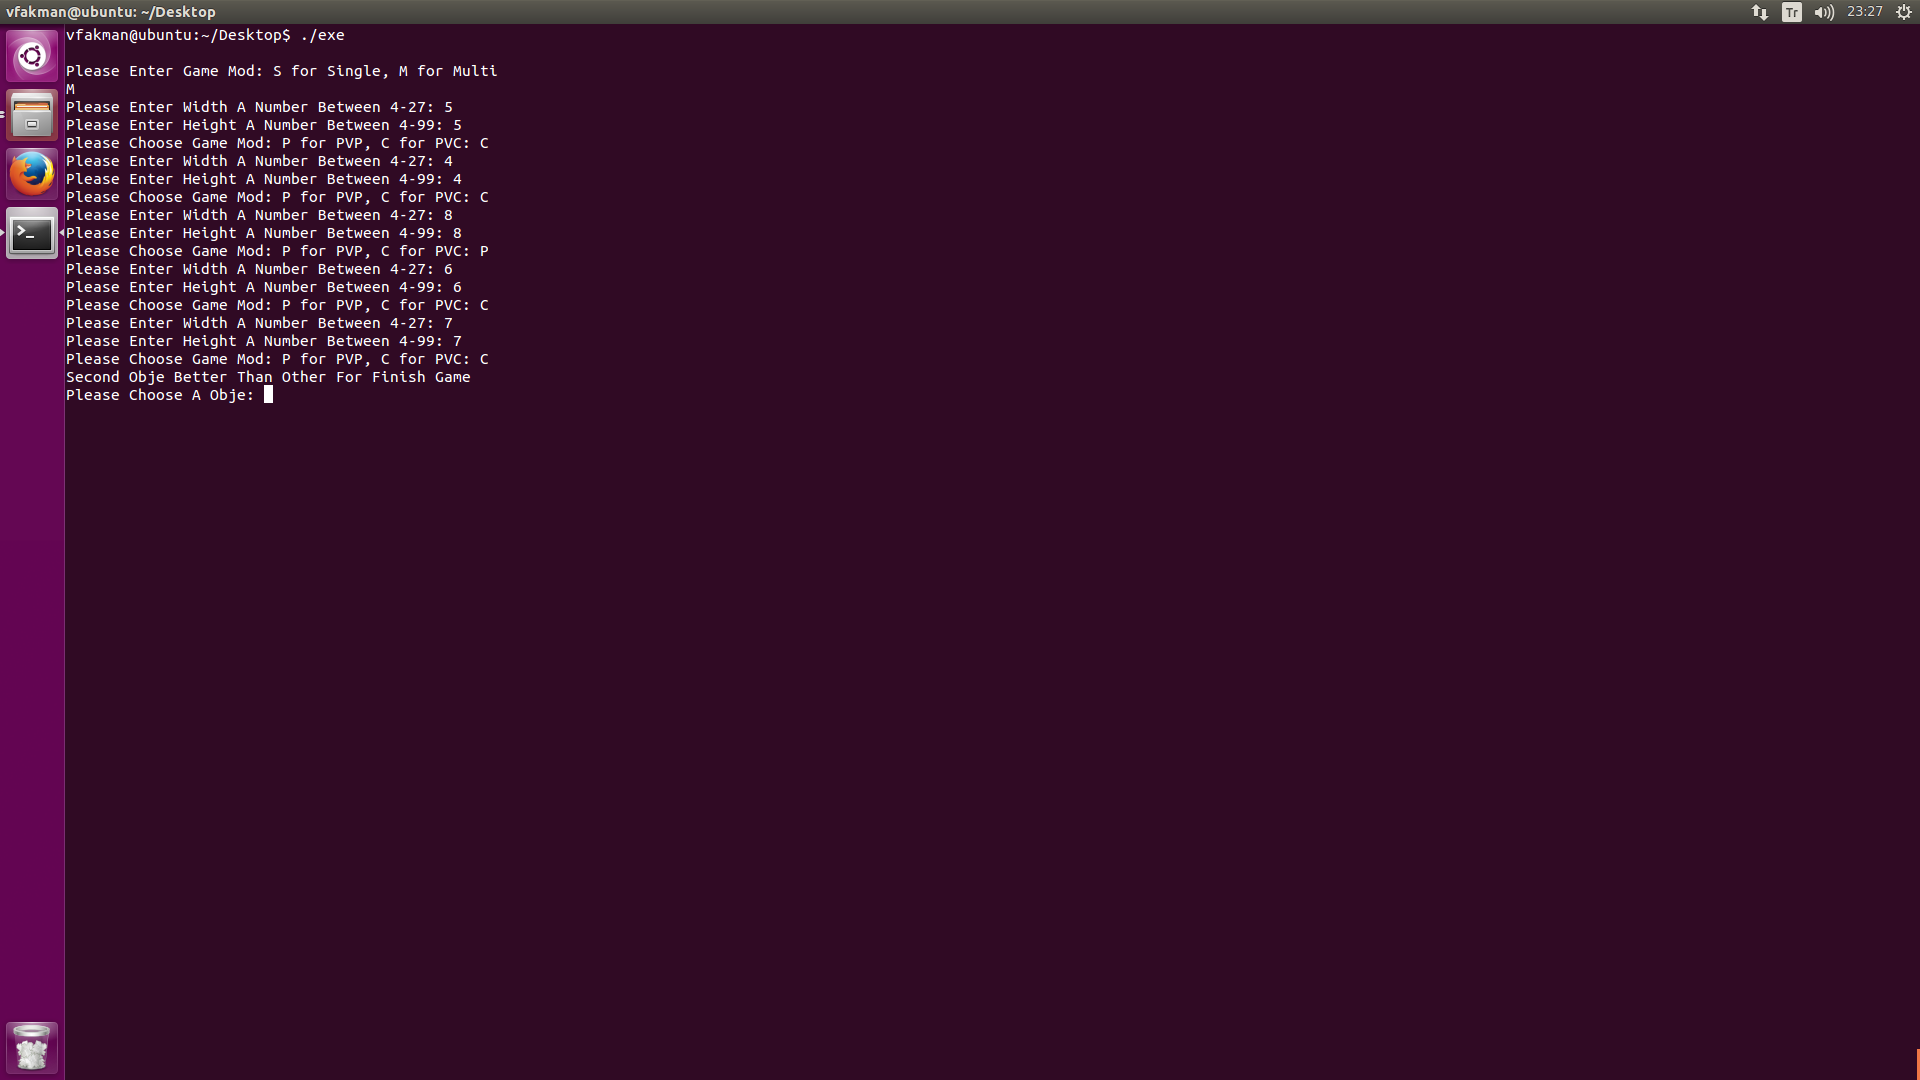 vfakman@ubuntu: ~/Desktop
Tr
23:27
vfakman@ubuntu:~/Desktop$ ./exe
Please Enter Game Mod: S for Single, M for Multi
M
Please Enter Width A Number Between 4-27: 5
Please Enter Height A Number Between 4-99: 5
Please Choose Game Mod: P for PVP, C for PVC: C
Please Enter Width A Number Between 4-27: 4
Please Enter Height A Number Between 4-99: 4
Please Choose Game Mod: P for PVP, C for PVC: C
Please Enter Width A Number Between 4-27: 8
Please Enter Height A Number Between 4-99: 8
Please Choose Game Mod: P for PVP, C for PVC: P
Please Enter Width A Number Between 4-27: 6
Please Enter Height A Number Between 4-99: 6
Please Choose Game Mod: P for PVP, C for PVC: C
Please Enter Width A Number Between 4-27: 7
Please Enter Height A Number Between 4-99: 7
Please Choose Game Mod: P for PVP, C for PVC: C
Second Obje Better Than Other For Finish Game
Please Choose A Obje: